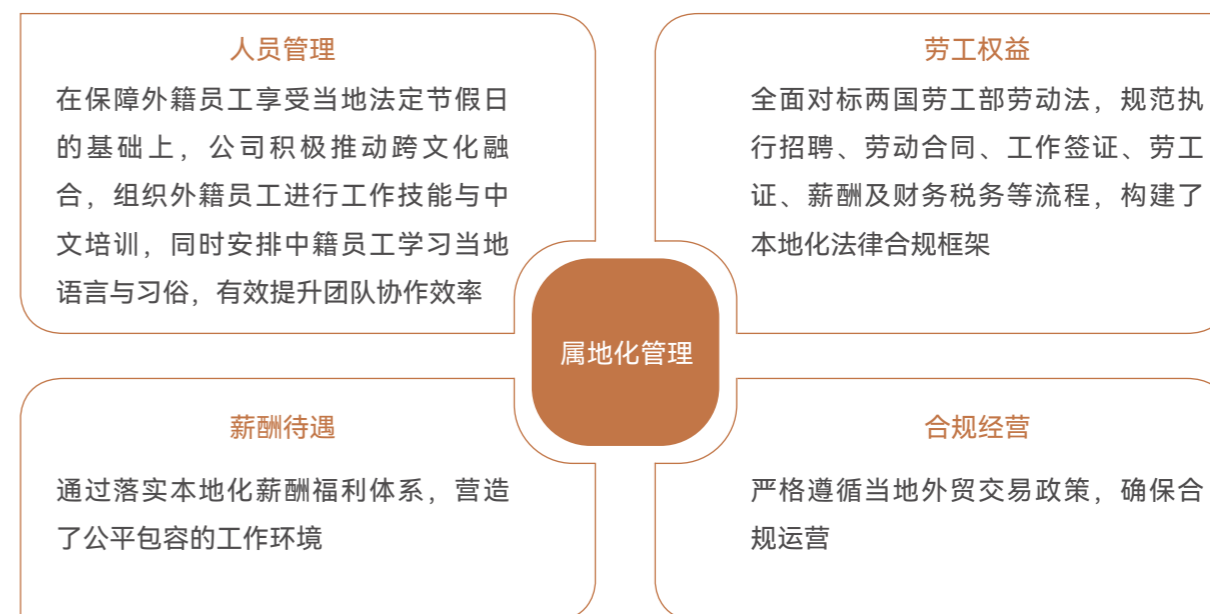 人员管理
在保障外籍员工享受当地法定节假日
的基础上，公司积极推动跨文化融
合，组织外籍员工进行工作技能与中
文培训，同时安排中籍员工学习当地
语言与习俗，有效提升团队协作效率
劳工权益
全面对标两国劳工部劳动法，规范执
行招聘、劳动合同、工作签证、劳工
证、薪酬及财务税务等流程，构建了
本地化法律合规框架
属地化管理
薪酬待遇
通过落实本地化薪酬福利体系，营造
了公平包容的工作环境
合规经营
严格遵循当地外贸交易政策，确保合
规运营